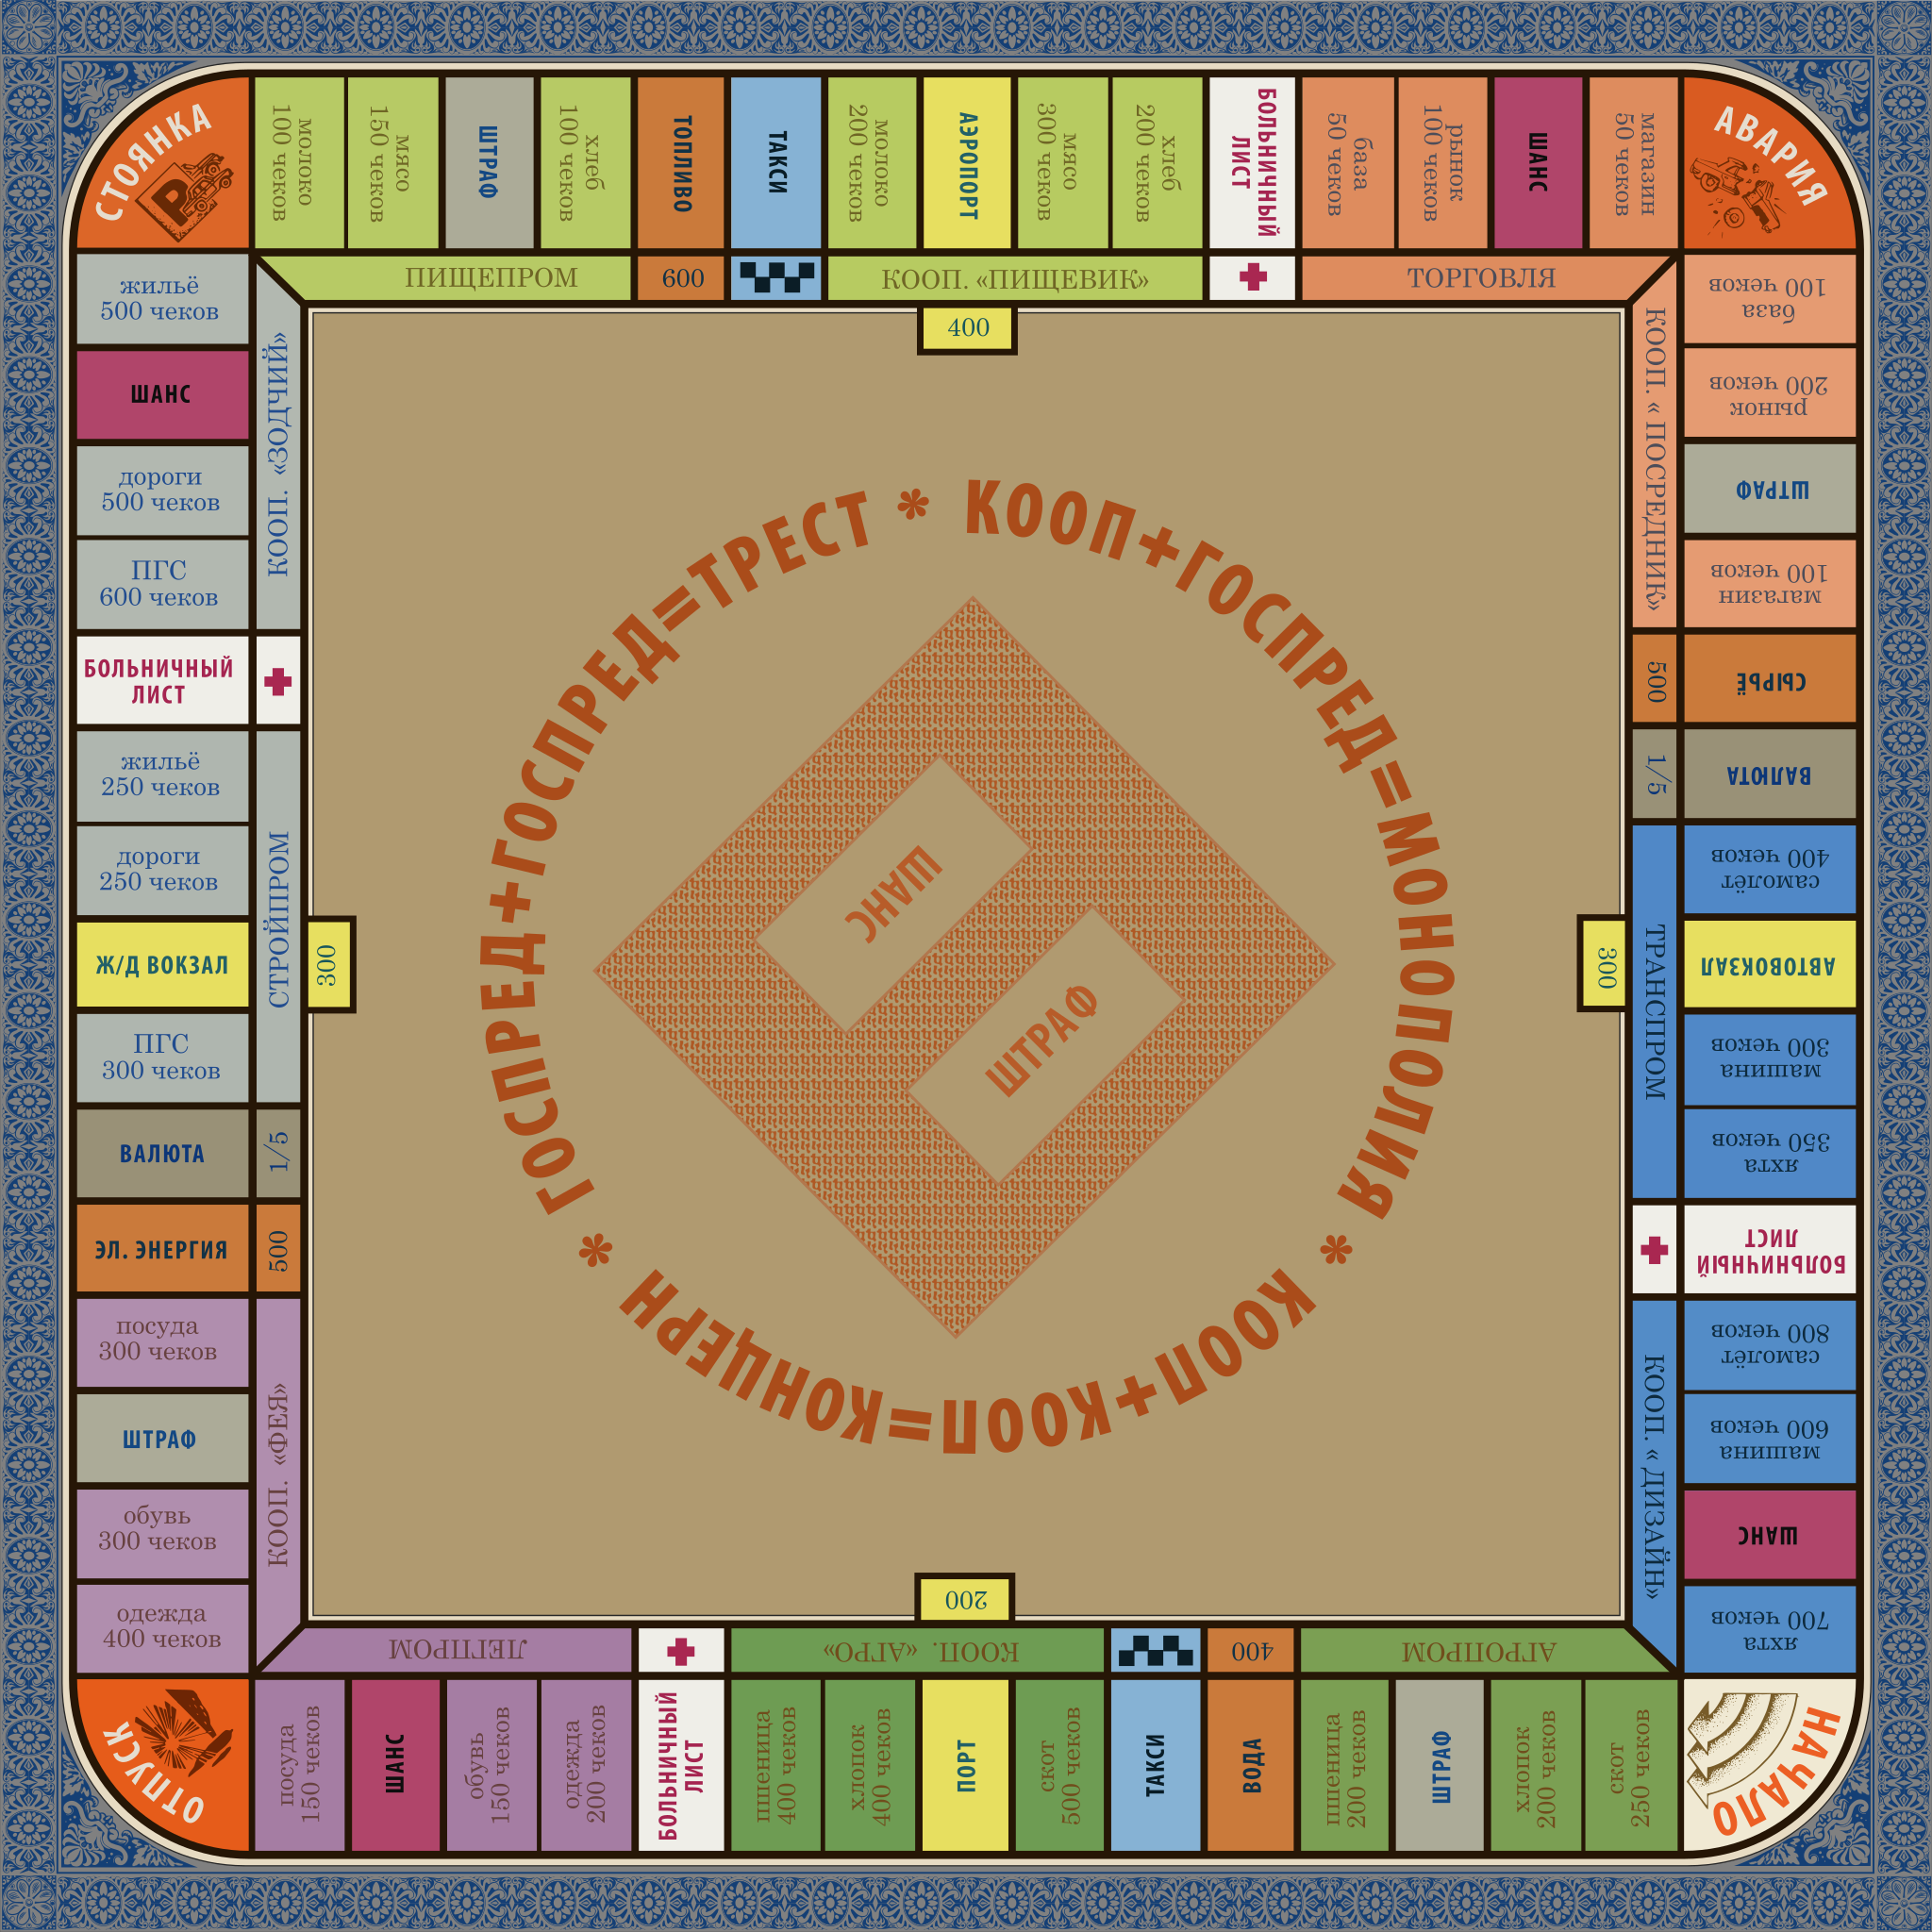 СТОЯНКА
молоко
100 чеков
мясо
150 чеков
ШТРАФ
хлеб
100 чеков
ТОПЛИВО
ТАКСИ
молоко
200 чеков
АЭРОПОРТ
мясо
300 чеков
хлеб
200 чеков
БОЛЬНИЧНЫЙ
ЛИСТ
база
50 чеков
рынок
100 чеков
ШАНС
магазин
50 чеков
АВАРИЯ
ПИЩЕПРОМ
600
КООП. «ПИЩЕВИК»
400
ТОРГОВЛЯ
база
100 чеков
рынок
200 чеков
ШТРАФ
магазин
100 чеков
СЫРЬЁ
ВАЛЮТА
самолёт
400 чеков
АВТОВОКЗАЛ
машина
300 чеков
яхта
350 чеков
БОЛЬНИЧНЫЙ
ЛИСТ
самолёт
800 чеков
машина
600 чеков
ШАНС
яхта
700 чеков
КООП. « ПОСРЕДНИК»
500
1/5
ТРАНСПРОМ
300
КООП. « ДИЗАЙН»
НАЧАЛО
скот
250 чеков
хлопок
200 чеков
ШТРАФ
пшеница
200 чеков
ВОДА
ТАКСИ
скот
500 чеков
ПОРТ
хлопок
400 чеков
пшеница
400 чеков
БОЛЬНИЧНЫЙ
ЛИСТ
одежда
200 чеков
обувь
150 чеков
ШАНС
посуда
150 чеков
АГРОПРОМ
400
КООП. «АГРО»
200
ЛЕГПРОМ
ОТПУСК
жильё
500 чеков
ШАНС
дороги
500 чеков
ПГС
600 чеков
БОЛЬНИЧНЫЙ
ЛИСТ
жильё
250 чеков
дороги
250 чеков
Ж/Д ВОКЗАЛ
ПГС
300 чеков
ВАЛЮТА
ЭЛ. ЭНЕРГИЯ
посуда
300 чеков
ШТРАФ
обувь
300 чеков
одежда
400 чеков
КООП. «ЗОДЧИЙ»
СТРОЙПРОМ
300
1/5
500
КООП. «ФЕЯ»
КООП+ГОСПРЕД=МОНОПОЛИЯ *
КООП+КООП=КОНЦЕРН *
ГОСПРЕД+ГОСПРЕД=ТРЕСТ *
ШАНС
ШТРАФ
P